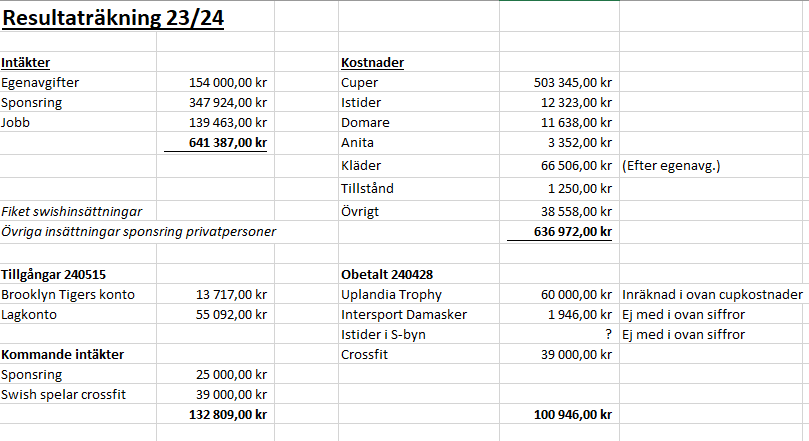 Resultaträkning 23/24
Intäkter Kostnader
Egenavgifter 154 000,00 kr Cuper 503 345,00 kr
Sponsring 347 924,00 kr Istider 12 323,00 kr
Jobb 139 463,00 kr Domare 11 638,00 kr
641 387,00 kr Anita 3 352,00 kr
Kläder 66 506,00 kr (Efter egenavg.)
Tillstånd 1 250,00 kr
Fiket swishinsättningar Övrigt 38 558,00 kr
Övriga insättningar sponsring privatpersoner 636 972,00 kr
Tillgångar 240515 Obetalt 240428
Brooklyn Tigers konto 13 717,00 kr Uplandia Trophy 60 000,00 kr Inräknad i ovan cupkostnader
Lagkonto 55 092,00 kr Intersport Damasker 1 946,00 kr Ej med i ovan siffror
Istider i S-byn ? Ej med i ovan siffror
Kommande intäkter Crossfit 39 000,00 kr
Sponsring 25 000,00 kr
Swish spelar crossfit 39 000,00 kr
132 809,00 kr 100 946,00 kr